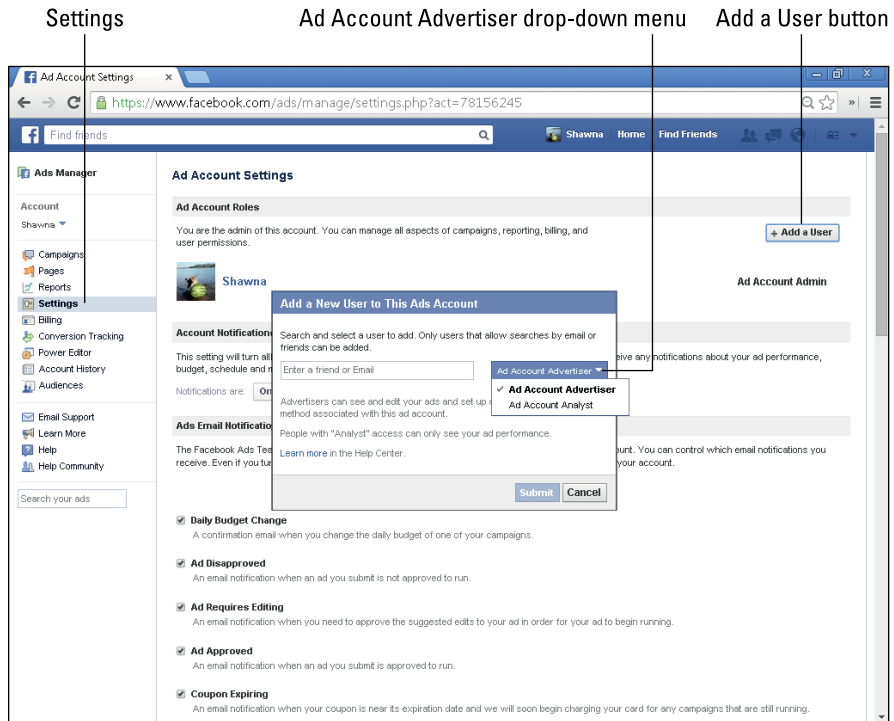 Settings
Ad Account Advertiser drop-down menu
Add a User button
Ad Account Settings
https://www.facebook.com/ads/manage/settings.php?act=78156245
Find friends
Shawna
Home
Find Friends
Ads Manager
Account
Shawna
Campaigns
Pages
Reports
Settings
Billing
Conversion Tracking
Power Editor
Account History
Audiences
Email Support
Learn More
Help
Help Community
Search your ads
Ad Account Settings
Ad Account Roles
You are the admin of this account. You can manage all aspects of campaigns, reporting, billing, and
user permissions.
+ Add a User
Shawna
Ad Account Admin
Add a New User to This Ads Account
Search and select a user to add. Only users that allow searches by email or
friends can be added.
Enter a friend or Email
Ad Account Advertiser
Ad Account Advertiser
Ad Account Analyst
Advertisers can see and edit your ads and set up
method associated with this ad account.
People with "Analyst" access can only see your ad performance.
Learn more in the Help Center.
Submit
Cancel
Account Notification
This setting will turn all
any notifications about your ad performance,
budget, schedule and
Notifications are:
On
Ads Email Notificatio
The Facebook Ads Tea
You can control which email notifications you
receive. Even if you tur
your account.
Daily Budget Change
A confirmation email when you change the daily budget of one of your campaigns.
Ad Disapproved
An email notification when an ad you submit is not approved to run.
Ad Requires Editing
An email notification when you need to approve the suggested edits to your ad in order for your ad to begin running.
Ad Approved
An email notification when an ad you submit is approved to run.
Coupon Expiring
An email notification when your coupon is near its expiration date and we will soon begin charging your card for any campaigns that are still running.